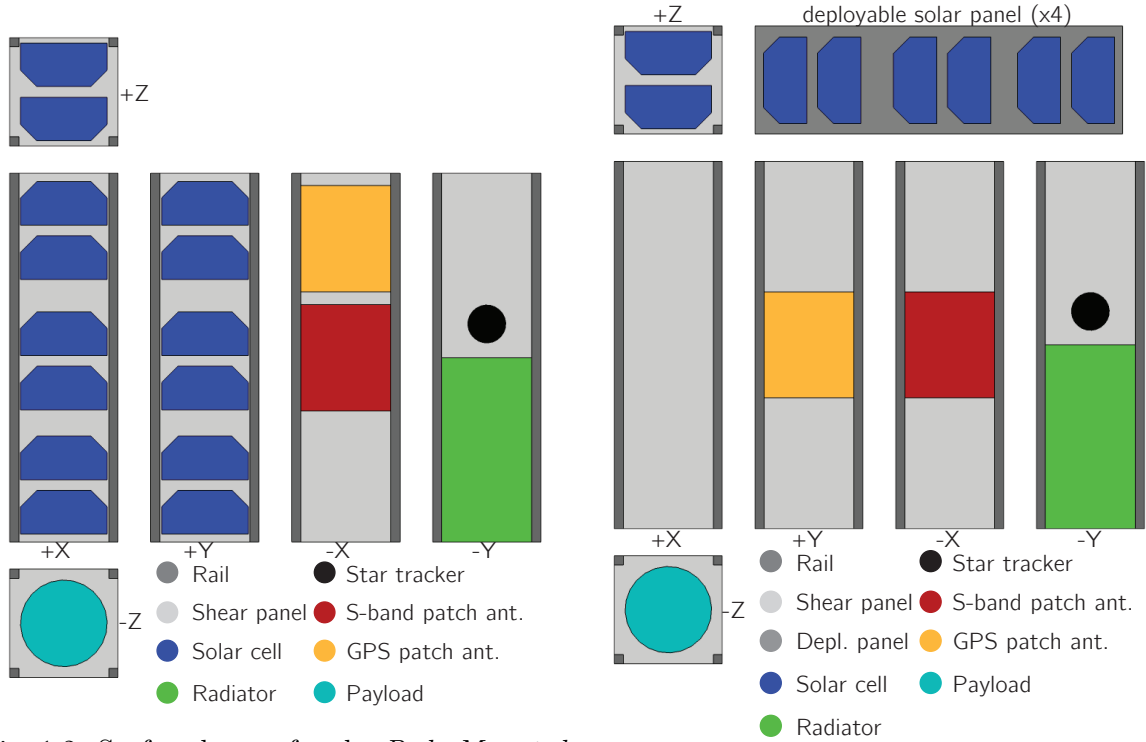 +Z
+X
+Y
-X
-Y
-Z
Rail
Star tracker
Shear panel
S-band patch ant.
Solar cell
GPS patch ant.
Radiator
Payload
+Z
deployable solar panel (x4)
+X
+Y
-X
-Y
-Z
Rail
Star tracker
Shear panel
S-band patch ant.
Depl. panel
GPS patch ant.
Solar cell
Payload
Radiator